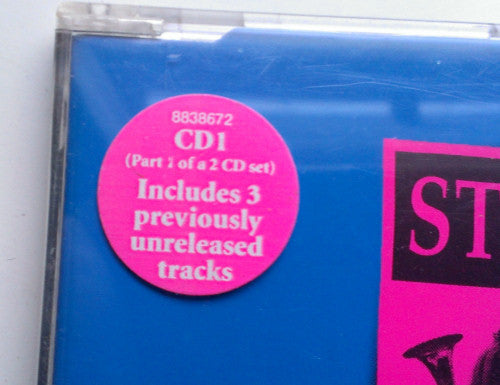 8838672
CD1
(Part 1 of a 2 CD set)
Includes 3
previously
unreleased
tracks
ST